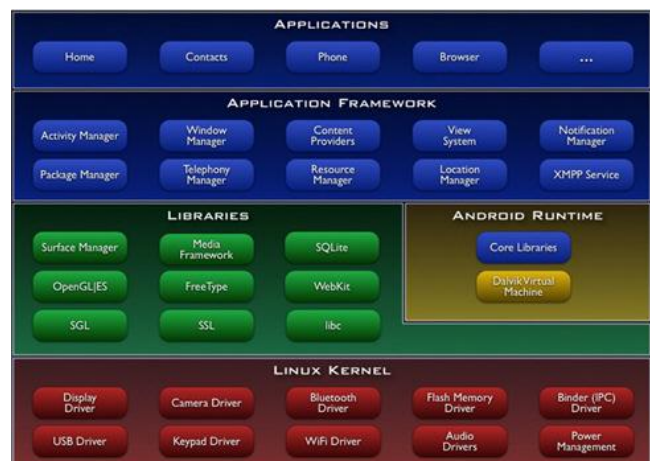 APPLICATIONS
Home
Contacts
Phone
Browser
...
APPLICATION FRAMEWORK
Activity Manager
Window
Manager
Content
Providers
View
System
Notification
Manager
Package Manager
Telephony
Manager
Resource
Manager
Location
Manager
XMPP Service
LIBRARIES
Surface Manager
Media
Framework
SQLite
OpenGL|ES
FreeType
WebKit
SGL
SSL
libc
ANDROID RUNTIME
Core Libraries
Dalvik Virtual
Machine
LINUX KERNEL
Display
Driver
Camera Driver
Bluetooth
Driver
Flash Memory
Driver
Binder (IPC)
Driver
USB Driver
Keypad Driver
WiFi Driver
Audio
Drivers
Power
Management